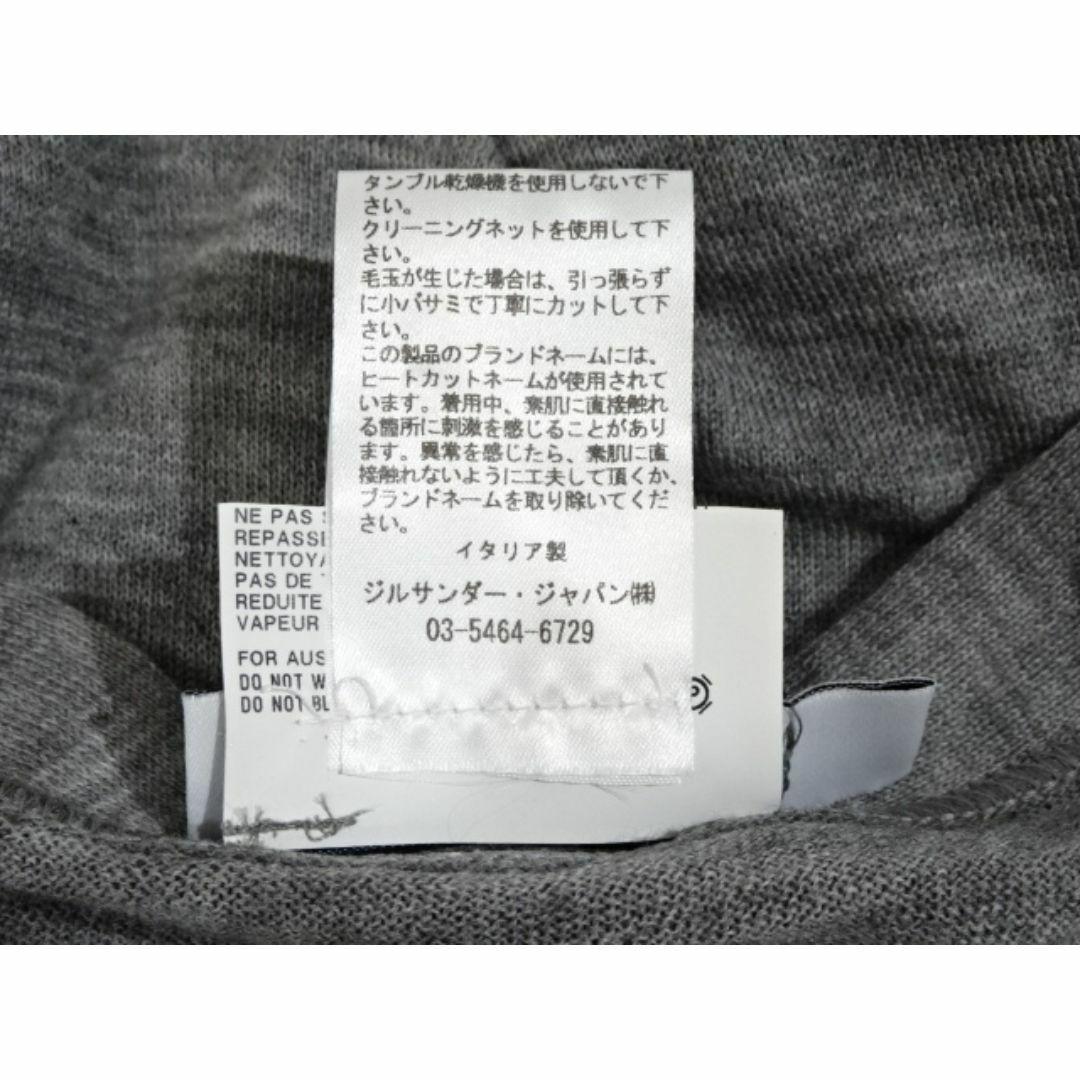 タンブル乾燥機を使用しないで下
さい。
クリーニングネットを使用して下
さい。
毛玉が生じた場合は、引っ張らず
に小バサミで丁寧にカットして下
さい。
この製品のブランドネームには、
ヒートカットネームが使用されて
います。着用中、素肌に直接触れ
る箇所に刺激を感じることがあり
ます。異常を感じたら、素肌に直
接触れないように工夫して頂くか、
ブランドネームを取り除いてくだ
さい。
イタリア製
ジルサンダー・ジャパン㈱
03-5464-6729
NE PAS
REPASSE
NETTOYA
PAS DE
REDUITE
VAPEUR
FOR AUS
DO NOT W
DO NOT BL
P